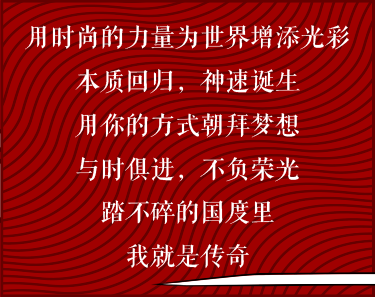 用时尚的力量为世界增添光彩
本质回归，神速诞生
用你的方式朝拜梦想
与时俱进，不负荣光
踏不碎的国度里
我就是传奇